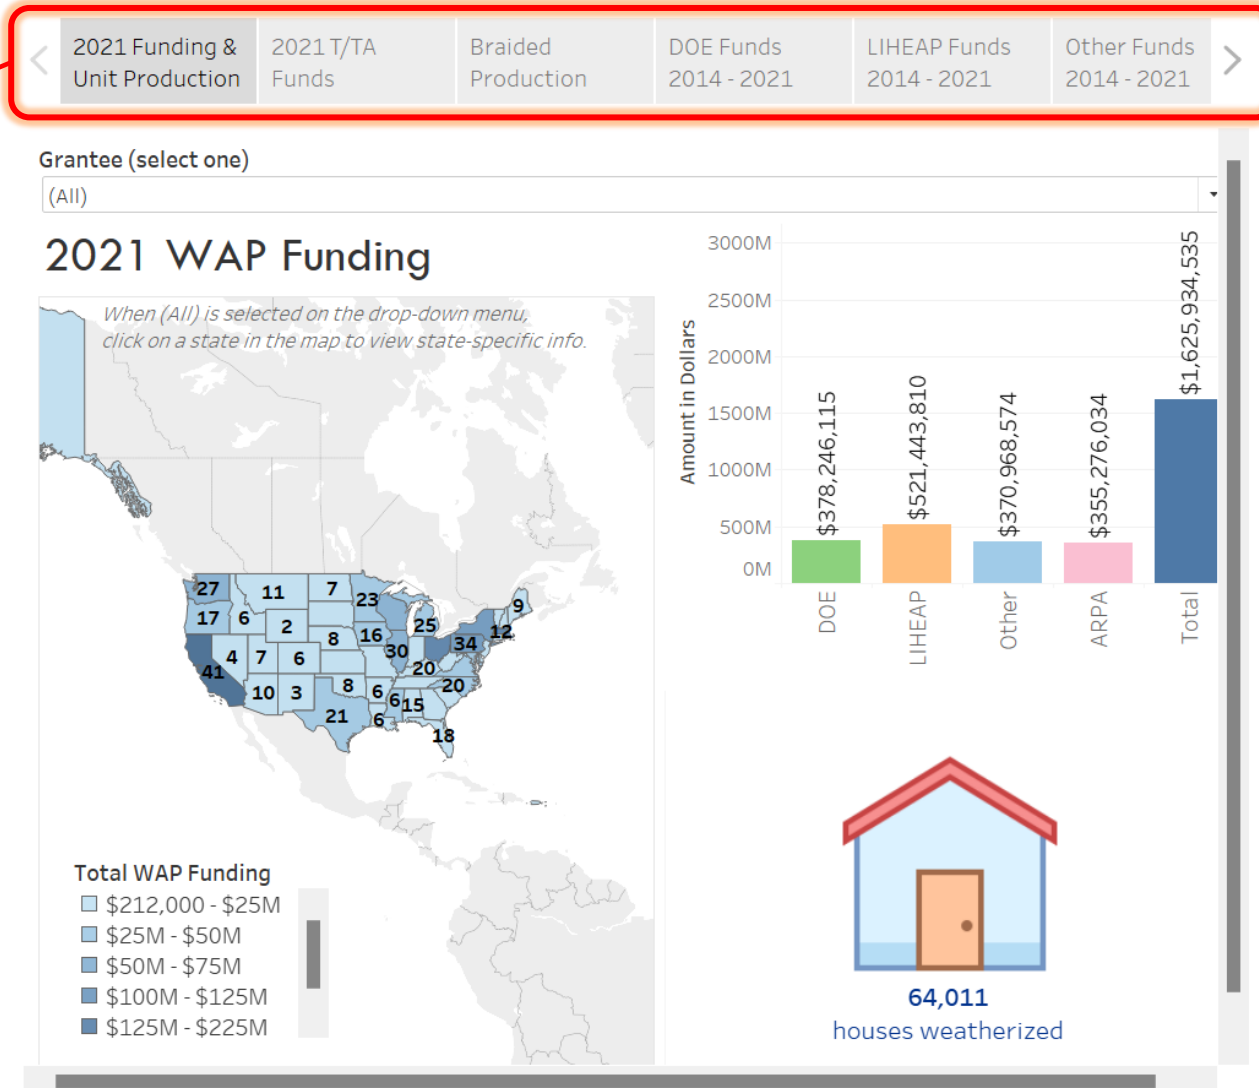 2021 Funding &
Unit Production
2021 T/TA
Funds
Braided
Production
DOE Funds
2014 - 2021
LIHEAP Funds
2014 - 2021
Other Funds
2014 - 2021
Grantee (select one)
(All)
2021 WAP Funding
When (All) is selected on the drop-down menu,
click on a state in the map to view state-specific info.
27
11
7
23
9
17
6
2
25
12
8
16
34
4
7
6
30
20
41
10
3
8
6
20
6
15
21
6
18
Total WAP Funding
$212,000 - $25M
$25M - $50M
$50M - $75M
$100M - $125M
$125M - $225M
Amount in Dollars
3000M
2500M
2000M
1500M
1000M
500M
0M
$378,246,115
$521,443,810
$370,968,574
$355,276,034
$1,625,934,535
DOE
LIHEAP
Other
ARPA
Total
64,011
houses weatherized